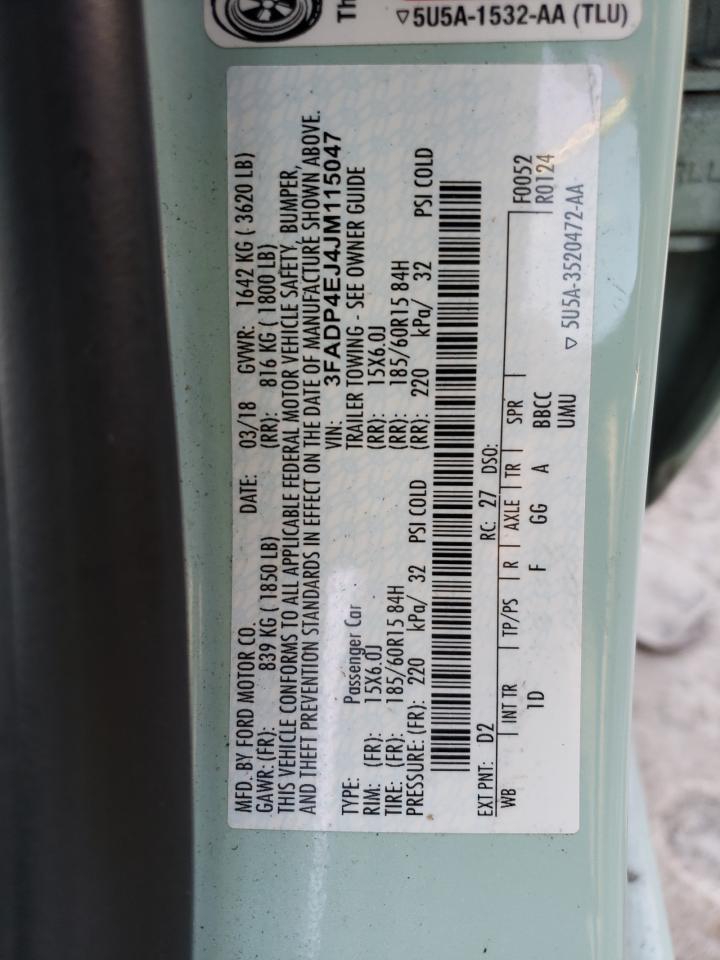 Th
▽5U5A-1532-AA (TLU)
MFD. BY FORD MOTOR CO.
DATE: 03/18 GVWR: 1642 KG ( 3620 LB)
GAWR: (FR): 839 KG ( 1850 LB) (RR): 816 KG ( 1800 LB)
THIS VEHICLE CONFORMS TO ALL APPLICABLE FEDERAL MOTOR VEHICLE SAFETY, BUMPER,
AND THEFT PREVENTION STANDARDS IN EFFECT ON THE DATE OF MANUFACTURE SHOWN ABOVE.
VIN: 3FADP4EJ4JM115047
TYPE: Passenger Car TRAILER TOWING - SEE OWNER GUIDE
RIM: (FR): 15X6.0J (RR): 15X6.0J
TIRE: (FR): 185/60R15 84H (RR): 185/60R15 84H
PRESSURE: (FR): 220 kPa/ 32 PSI COLD (RR): 220 kPa/ 32 PSI COLD
EXT PNT: D2 RC: 27 DSO: F0052
WB INT TR TP/PS R AXLE TR SPR R0124
1D F GG A BBCC
UMU
▽ 5U5A-3520472-AA